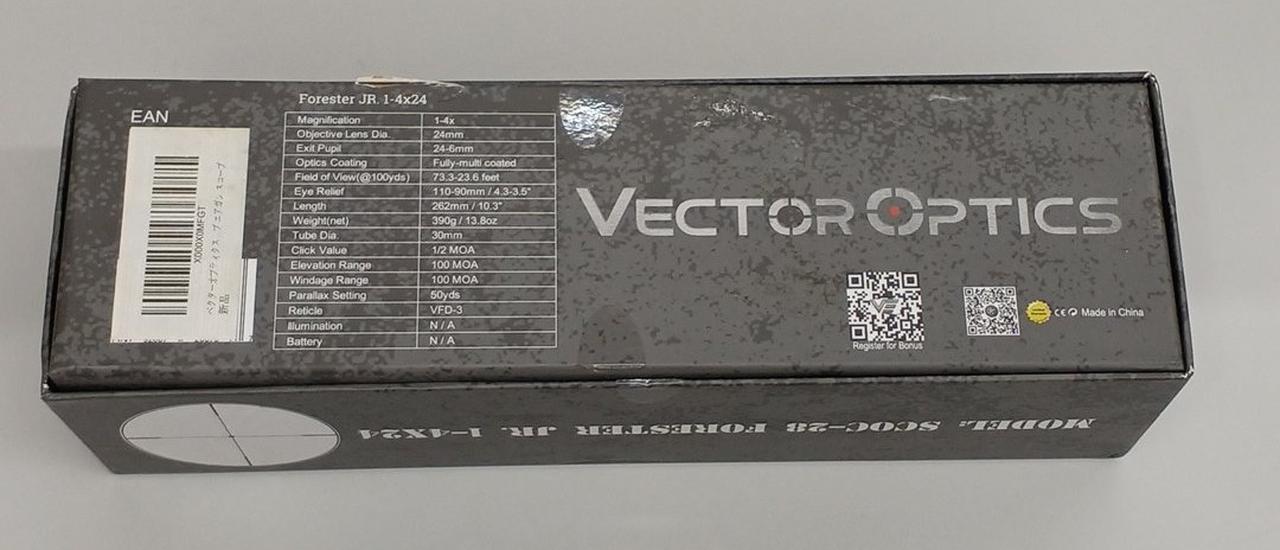 EAN
X000X0MFGT
ベクターオプティクス
スコープ
新品
Forester JR. 1-4x24
Magnification 1-4x
Objective Lens Dia. 24mm
Exit Pupil 24-6mm
Optics Coating Fully-multi coated
Field of View(@100yds) 73.3-23.6 feet
Eye Relief 110-90mm / 4.3-3.5"
Length 262mm / 10.3"
Weight(net) 390g / 13.8oz
Tube Dia. 30mm
Click Value 1/2 MOA
Elevation Range 100 MOA
Windage Range 100 MOA
Parallax Setting 50yds
Reticle VFD-3
Illumination N / A
Battery N / A
VECTOR OPTICS
Register for Bonus
CE Made in China
MODEL: SCOC-28 FORESTER JR. 1-4X24